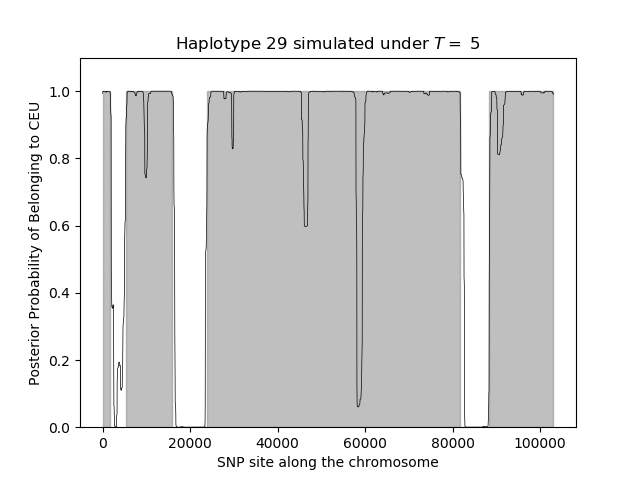 Haplotype 29 simulated under T = 5
Posterior Probability of Belonging to CEU
1.0
0.8
0.6
0.4
0.2
0.0
0 20000 40000 60000 80000 100000
SNP site along the chromosome